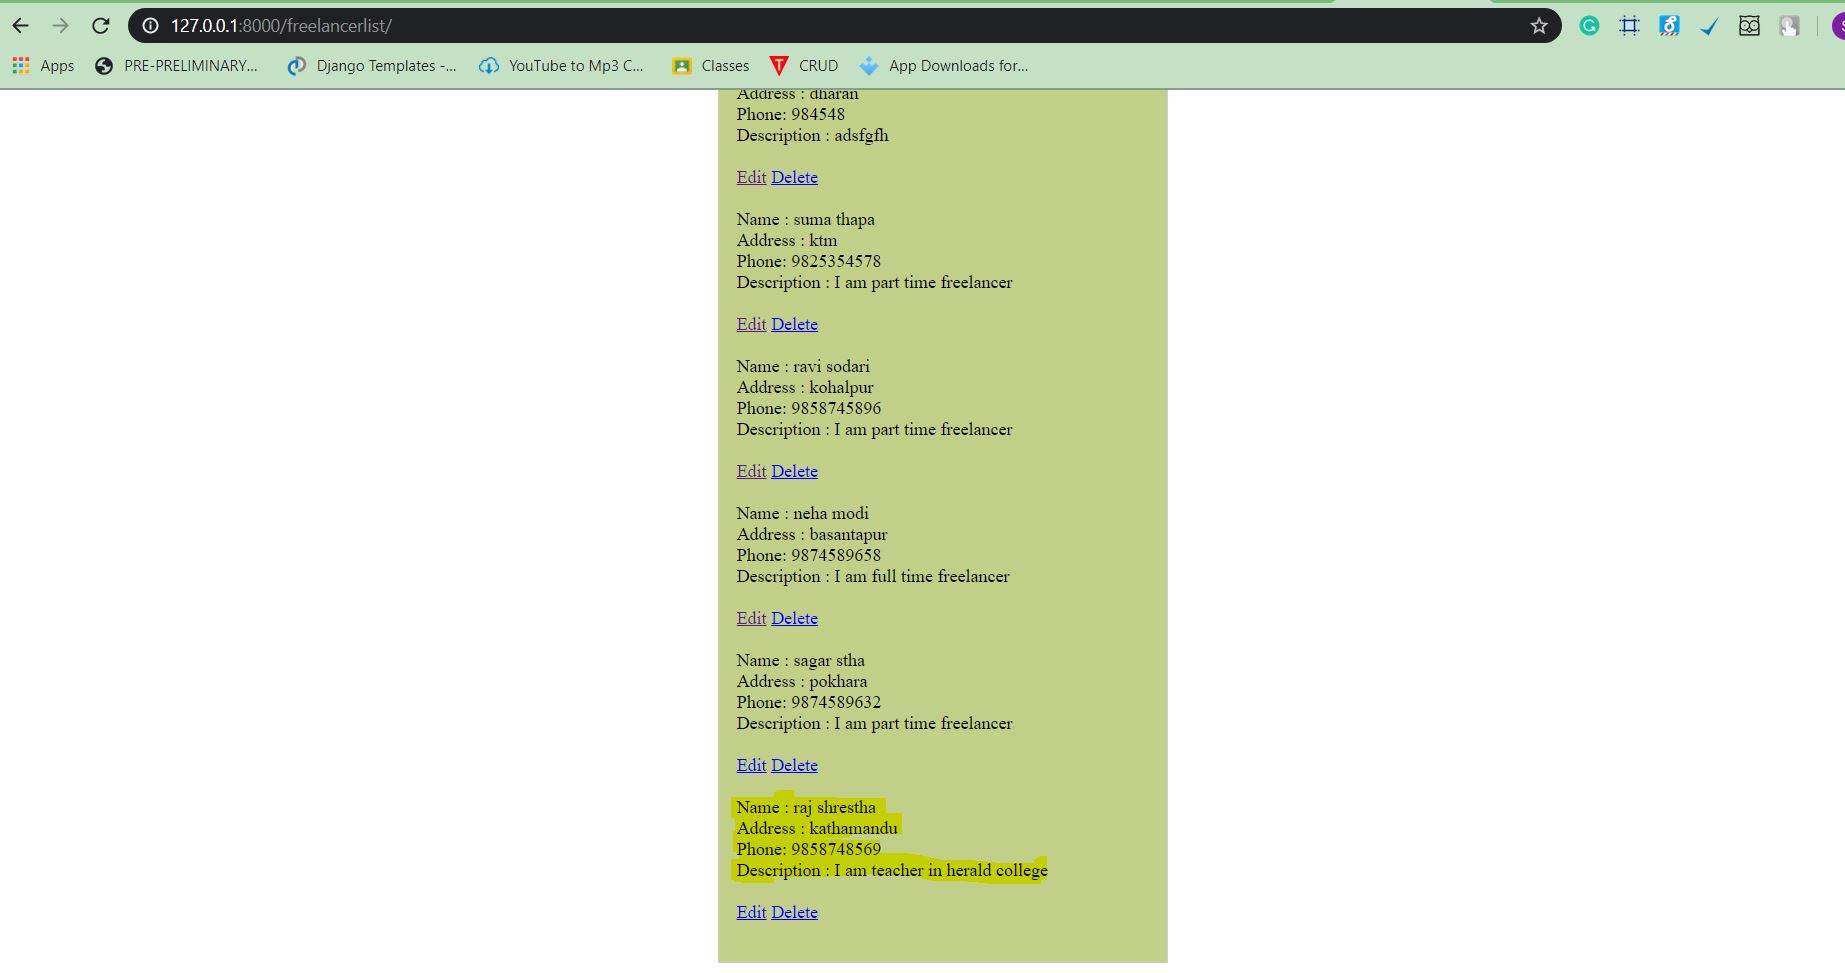 127.0.0.1:8000/freelancerlist/
Apps PRE-PRELIMINARY... Django Templates -... YouTube to Mp3 C... Classes CRUD App Downloads for...
Address : dharan
Phone: 984548
Description : adsfgfh
Edit Delete
Name : suma thapa
Address : ktm
Phone: 9825354578
Description : I am part time freelancer
Edit Delete
Name : ravi sodari
Address : kohalpur
Phone: 9858745896
Description : I am part time freelancer
Edit Delete
Name : neha modi
Address : basantapur
Phone: 9874589658
Description : I am full time freelancer
Edit Delete
Name : sagar stha
Address : pokhara
Phone: 9874589632
Description : I am part time freelancer
Edit Delete
Name : raj shrestha
Address : kathamandu
Phone: 9858748569
Description : I am teacher in herald college
Edit Delete